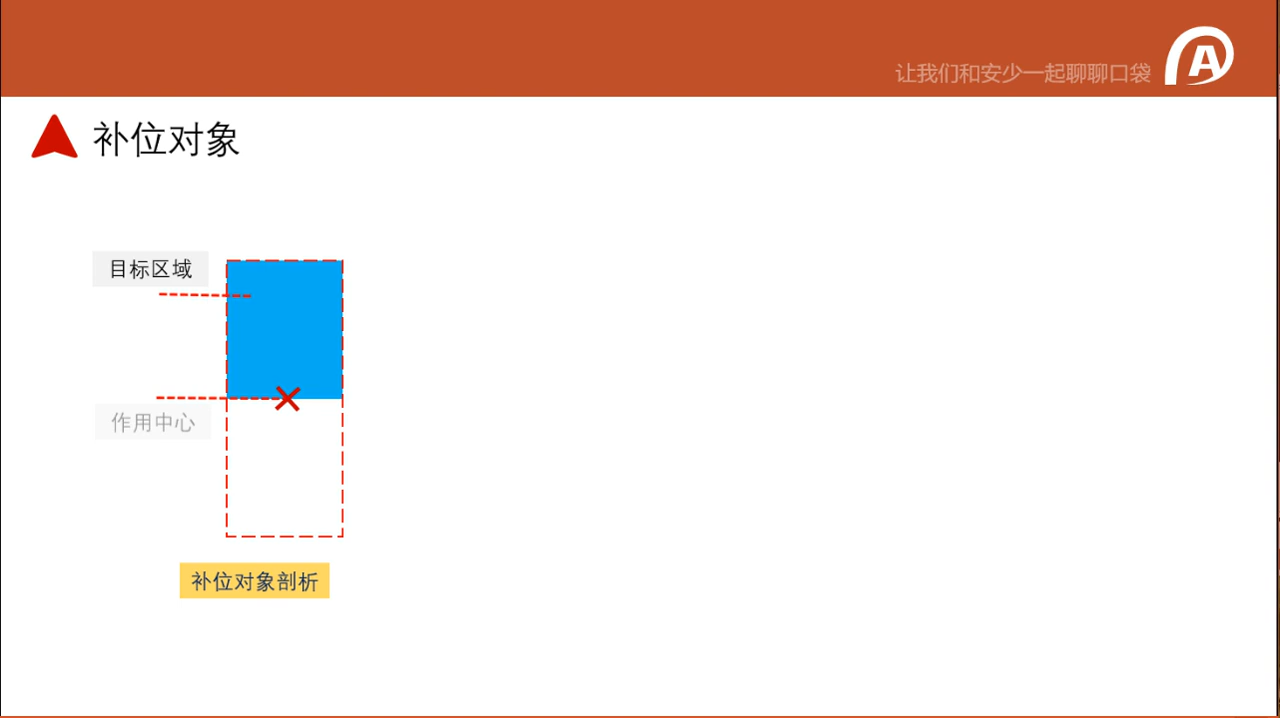 让我们和安少一起聊聊口袋
A
补位对象
目标区域
作用中心
补位对象剖析